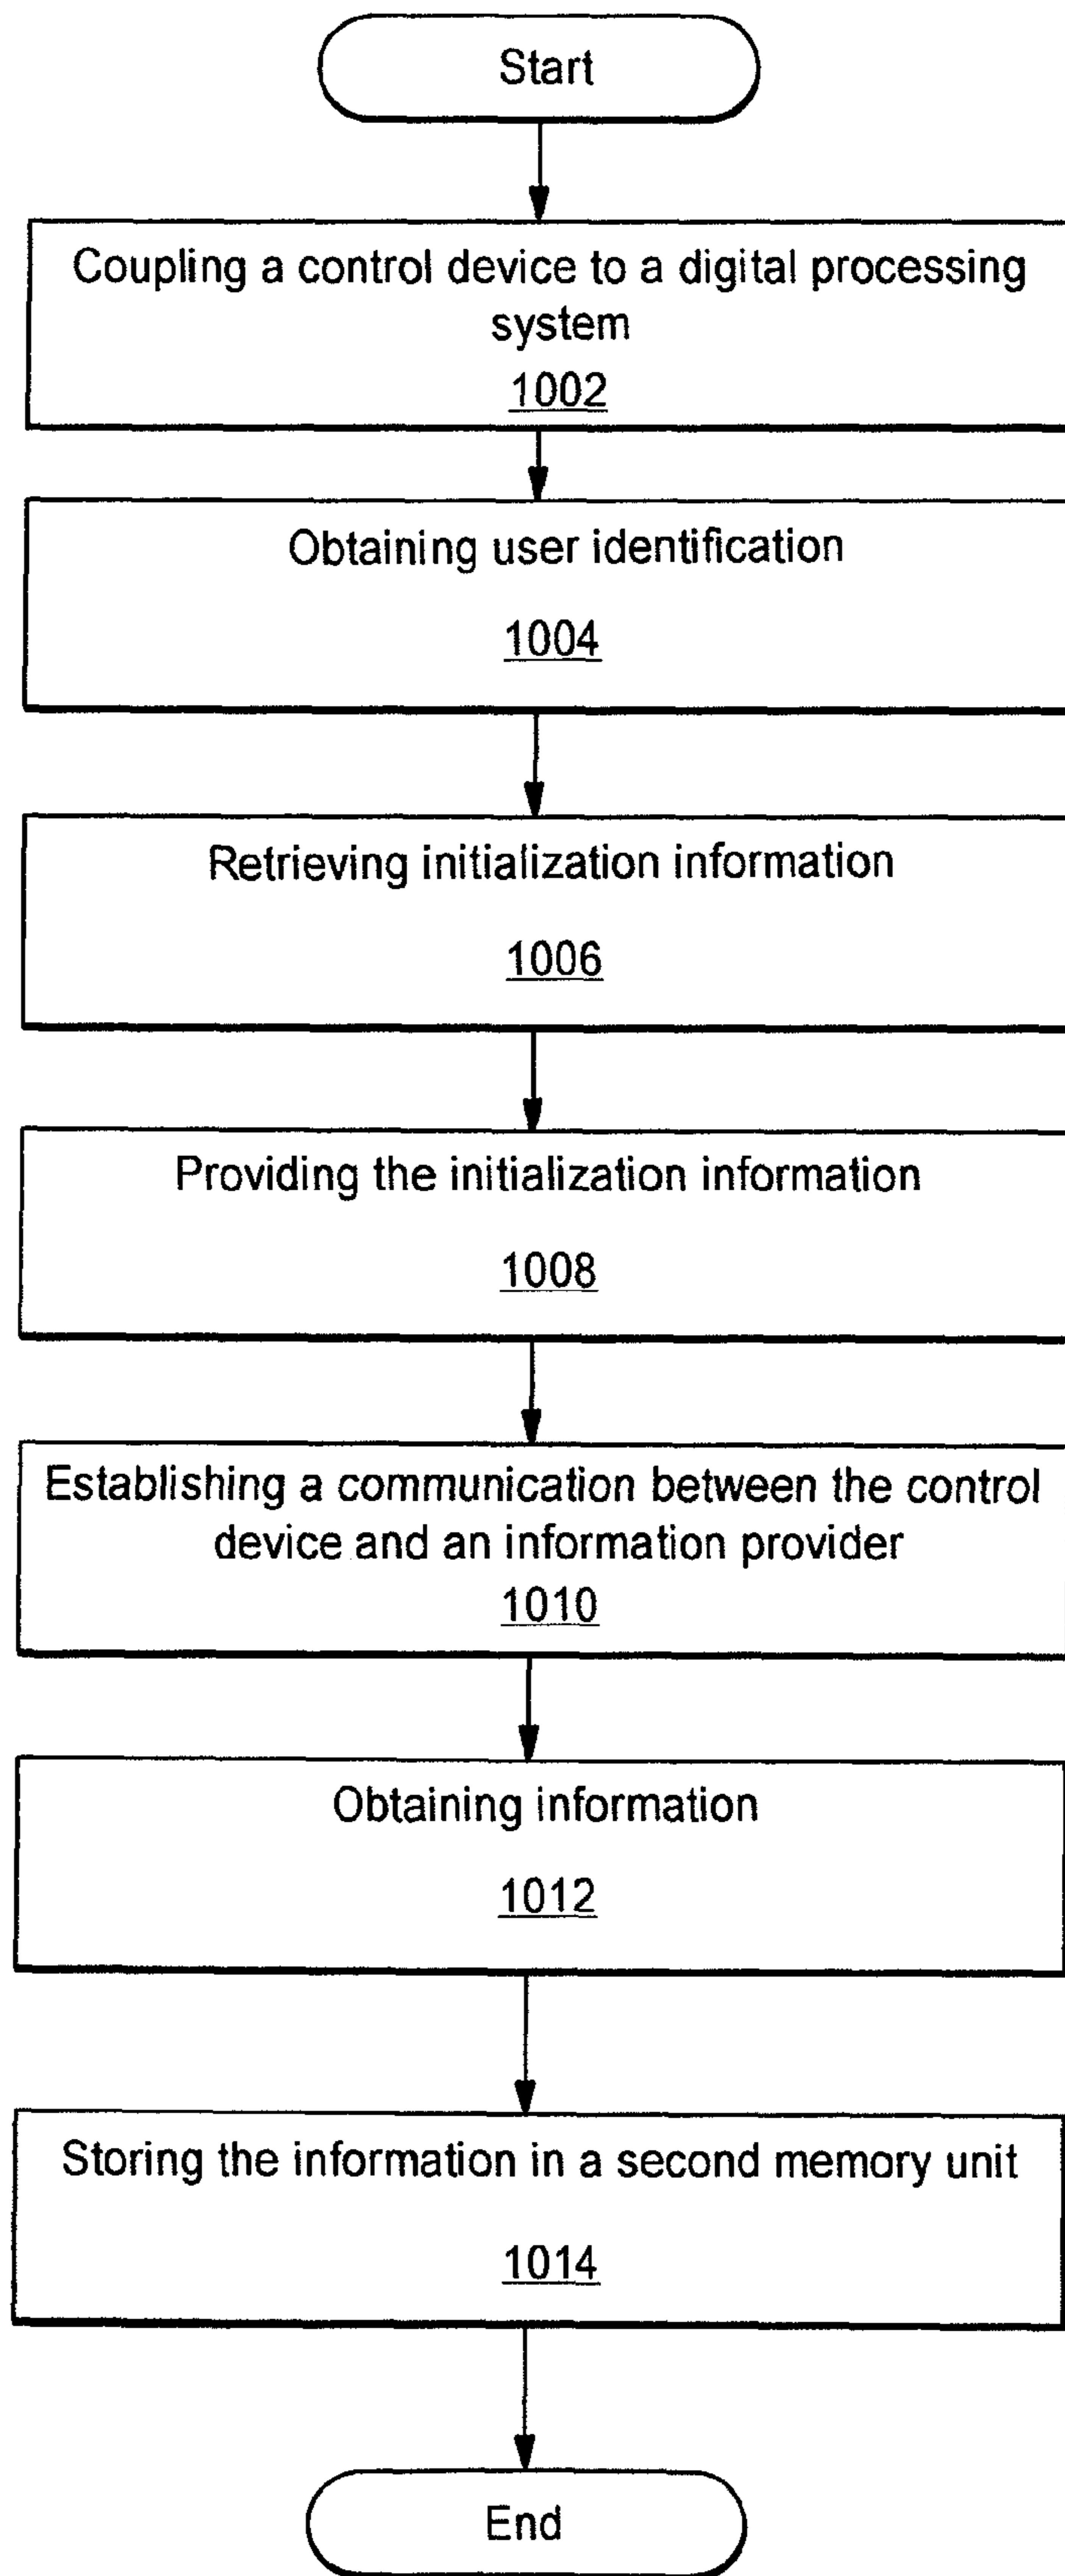 Start
Coupling a control device to a digital processing
system
1002
Obtaining user identification
1004
Retrieving initialization information
1006
Providing the initialization information
1008
Establishing a communication between the control
device and an information provider
1010
Obtaining information
1012
Storing the information in a second memory unit
1014
End